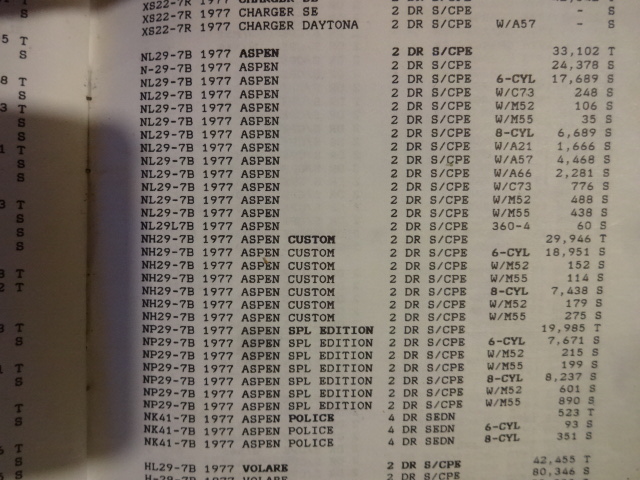 XS22-7R 1977 CHARGER SE 2 DR S/CPE
XS22-7R 1977 CHARGER DAYTONA 2 DR S/CPE W/A57 - S
NL29-7B 1977 ASPEN 2 DR S/CPE 33,102 T
N-29-7B 1977 ASPEN 2 DR S/CPE 24,378 S
NL29-7B 1977 ASPEN 2 DR S/CPE 6-CYL 17,689 S
NL29-7B 1977 ASPEN 2 DR S/CPE W/C73 248 S
NL29-7B 1977 ASPEN 2 DR S/CPE W/M52 106 S
NL29-7B 1977 ASPEN 2 DR S/CPE W/M55 35 S
NL29-7B 1977 ASPEN 2 DR S/CPE 8-CYL 6,689 S
NL29-7B 1977 ASPEN 2 DR S/CPE W/A21 1,666 S
NL29-7B 1977 ASPEN 2 DR S/CPE W/A57 4,468 S
NL29-7B 1977 ASPEN 2 DR S/CPE W/A66 2,281 S
NL29-7B 1977 ASPEN 2 DR S/CPE W/C73 776 S
NL29-7B 1977 ASPEN 2 DR S/CPE W/M52 488 S
NL29-7B 1977 ASPEN 2 DR S/CPE W/M55 438 S
NL29L7B 1977 ASPEN 2 DR S/CPE 360-4 60 S
NH29-7B 1977 ASPEN CUSTOM 2 DR S/CPE 29,946 T
NH29-7B 1977 ASPEN CUSTOM 2 DR S/CPE 6-CYL 18,951 S
NH29-7B 1977 ASPEN CUSTOM 2 DR S/CPE W/M52 152 S
NH29-7B 1977 ASPEN CUSTOM 2 DR S/CPE W/M55 114 S
NH29-7B 1977 ASPEN CUSTOM 2 DR S/CPE 8-CYL 7,438 S
NH29-7B 1977 ASPEN CUSTOM 2 DR S/CPE W/M52 179 S
NH29-7B 1977 ASPEN CUSTOM 2 DR S/CPE W/M55 275 S
NP29-7B 1977 ASPEN SPL EDITION 2 DR S/CPE 19,985 T
NP29-7B 1977 ASPEN SPL EDITION 2 DR S/CPE 6-CYL 7,671 S
NP29-7B 1977 ASPEN SPL EDITION 2 DR S/CPE W/M52 215 S
NP29-7B 1977 ASPEN SPL EDITION 2 DR S/CPE W/M55 199 S
NP29-7B 1977 ASPEN SPL EDITION 2 DR S/CPE 8-CYL 8,237 S
NP29-7B 1977 ASPEN SPL EDITION 2 DR S/CPE W/M52 601 S
NP29-7B 1977 ASPEN SPL EDITION 2 DR S/CPE W/M55 890 S
NK41-7B 1977 ASPEN POLICE 4 DR SEDN 523 T
NK41-7B 1977 ASPEN POLICE 4 DR SEDN 6-CYL 93 S
NK41-7B 1977 ASPEN POLICE 4 DR SEDN 8-CYL 351 S
HL29-7B 1977 VOLARE 2 DR S/CPE 42,455 T
1977 VOLARE 2 DR S/CPE 80,346 S